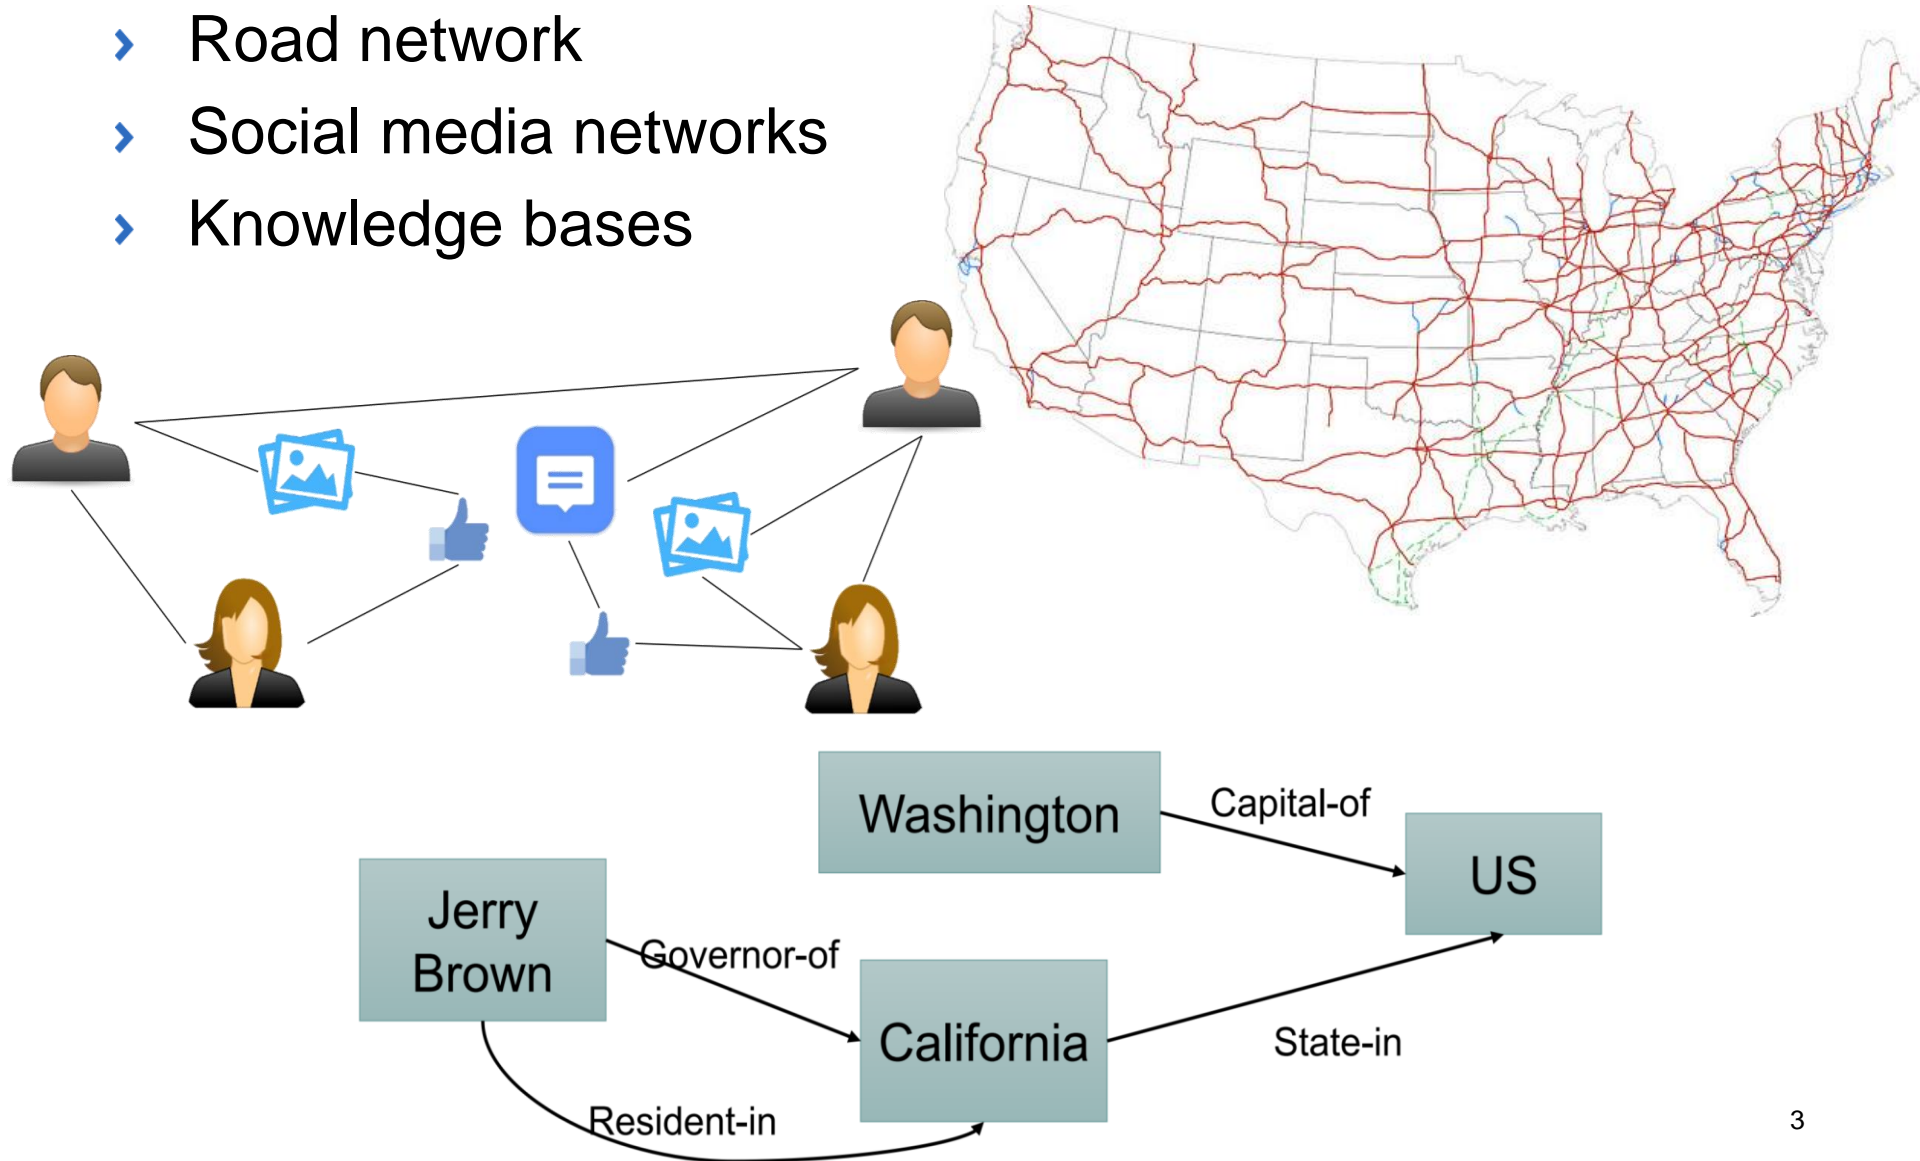 Road network
Social media networks
Knowledge bases
Washington
Capital-of
US
Jerry
Brown
Governor-of
California
State-in
Resident-in
3